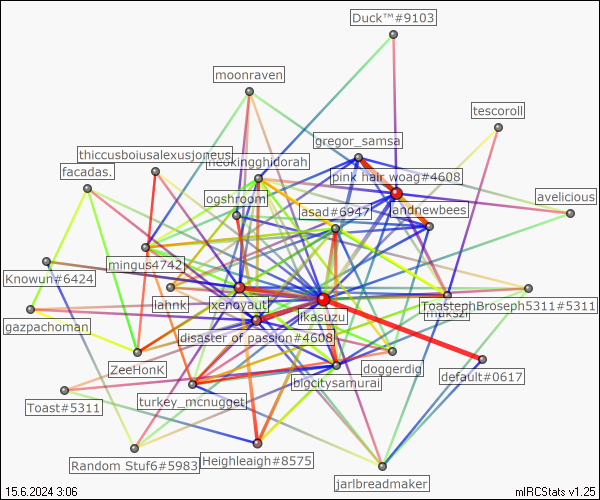 Duck™#9103
moonraven
tescoroll
gregor_samsa
thiccusboiusalexusjoneus
neokingghidorah
facadas.
pink hair woag#4608
ogshroom
avelicious
asad#6947
andnewbees
mingus4742
Knowun#6424
lahnk
xenoyaut
ToastephBroseph5311#5311
likasuzu
gazpachoman
disaster of passion#4608
ZeeHonK
doggerdig
default#0617
bigcitysamurai
turkey_mcnugget
Toast#5311
Heighleaigh#8575
Random Stuf6#5983
jarlbreadmaker
15.6.2024 3:06
mIRCStats v1.25